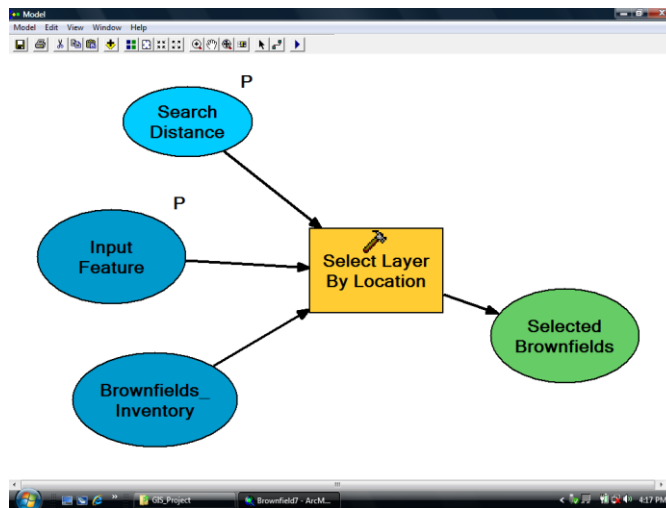 Model
Model Edit View Window Help
P
Search
Distance
P
Input
Feature
Select Layer
By Location
Selected
Brownfields
Brownfields_
Inventory
GIS_Project
Brownfield7 - ArcM...
4:17 PM